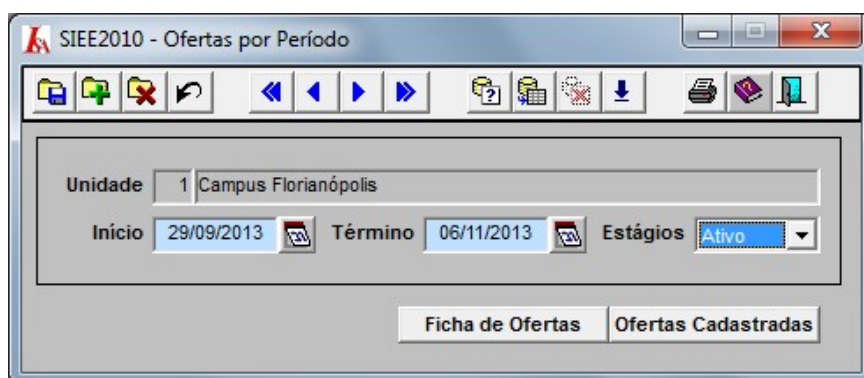 SIEE2010 - Ofertas por Período
Unidade 1 Campus Florianópolis
Início 29/09/2013 Término 06/11/2013 Estágios Ativo
Ficha de Ofertas Ofertas Cadastradas